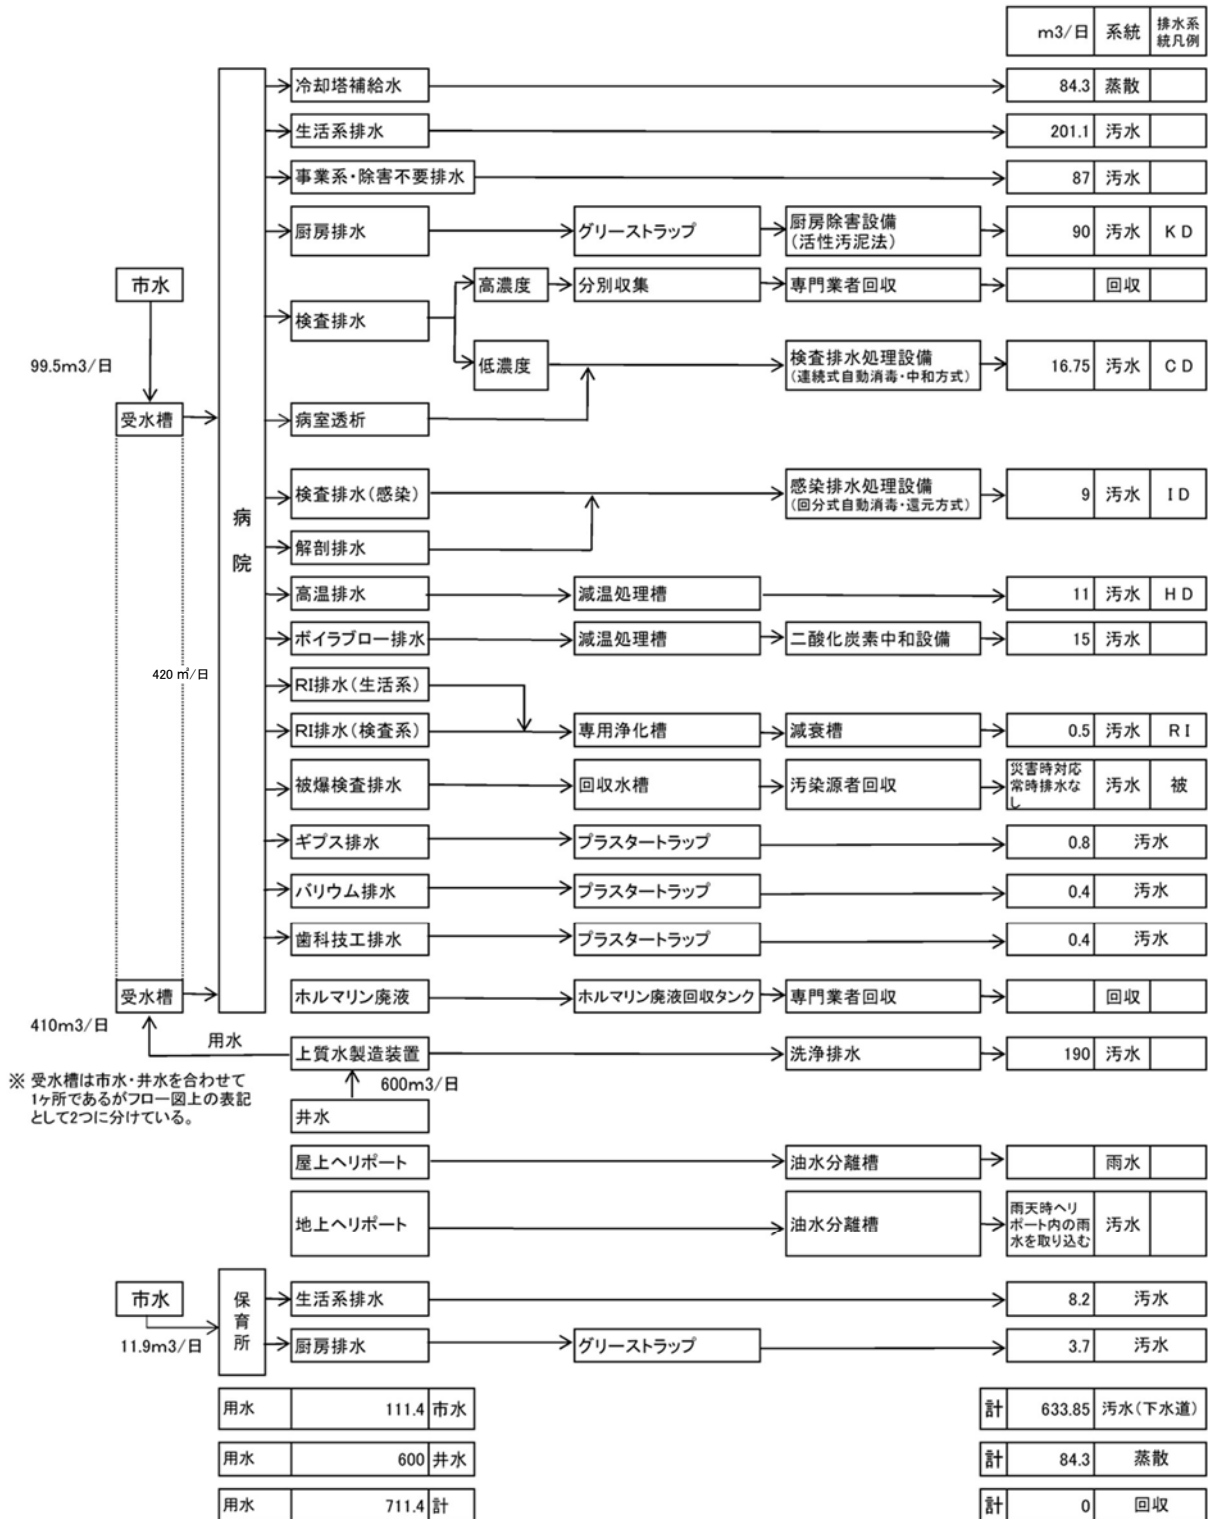 m3/日 系統 排水系
統凡例
冷却塔補給水 84.3 蒸散
生活系排水 201.1 汚水
事業系・除害不要排水 87 汚水
厨房排水 グリーストラップ 厨房除害設備
(活性汚泥法) 90 汚水 KD
市水
高濃度 分別収集 専門業者回収 回収
検査排水
99.5m3/日
低濃度 検査排水処理設備
(連続式自動消毒・中和方式) 16.75 汚水 CD
受水槽
病室透析
病
院
検査排水(感染) 感染排水処理設備
(回分式自動消毒・還元方式) 9 汚水 ID
解剖排水
高温排水 減温処理槽 11 汚水 HD
ボイラブロー排水 減温処理槽 二酸化炭素中和設備 15 汚水
420 ㎥/日
RI排水(生活系)
RI排水(検査系) 専用浄化槽 減衰槽 0.5 汚水 RI
被爆検査排水 回収水槽 汚染源者回収 災害時対応
常時排水な
し 汚水 被
ギプス排水 プラスタートラップ 0.8 汚水
バリウム排水 プラスタートラップ 0.4 汚水
歯科技工排水 プラスタートラップ 0.4 汚水
受水槽
ホルマリン廃液 ホルマリン廃液回収タンク 専門業者回収 回収
410m3/日
用水
上質水製造装置 洗浄排水 190 汚水
600m3/日
※ 受水槽は市水・井水を合わせて
1ヶ所であるがフロー図上の表記
として2つに分けている。
井水
屋上ヘリポート 油水分離槽 雨水
地上ヘリポート 油水分離槽 雨天時ヘリ
ポート内の雨
水を取り込む 汚水
市水
11.9m3/日
保
育
所
生活系排水 8.2 汚水
厨房排水 グリーストラップ 3.7 汚水
用水 111.4 市水 計 633.85 汚水(下水道)
用水 600 井水 計 84.3 蒸散
用水 711.4 計 計 0 回収